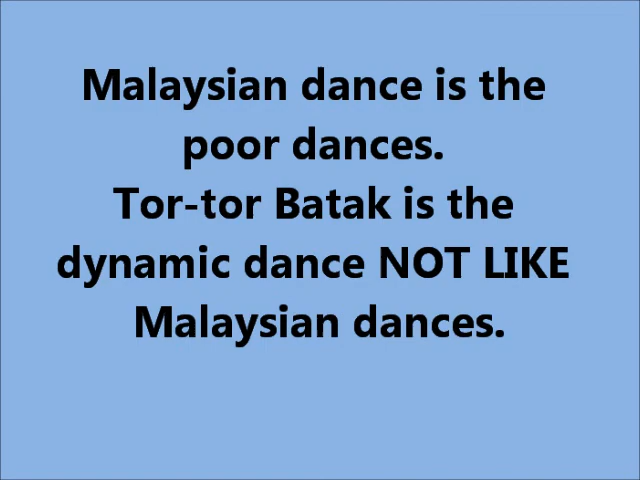 Malaysian dance is the
poor dances.
Tor-tor Batak is the
dynamic dance NOT LIKE
Malaysian dances.